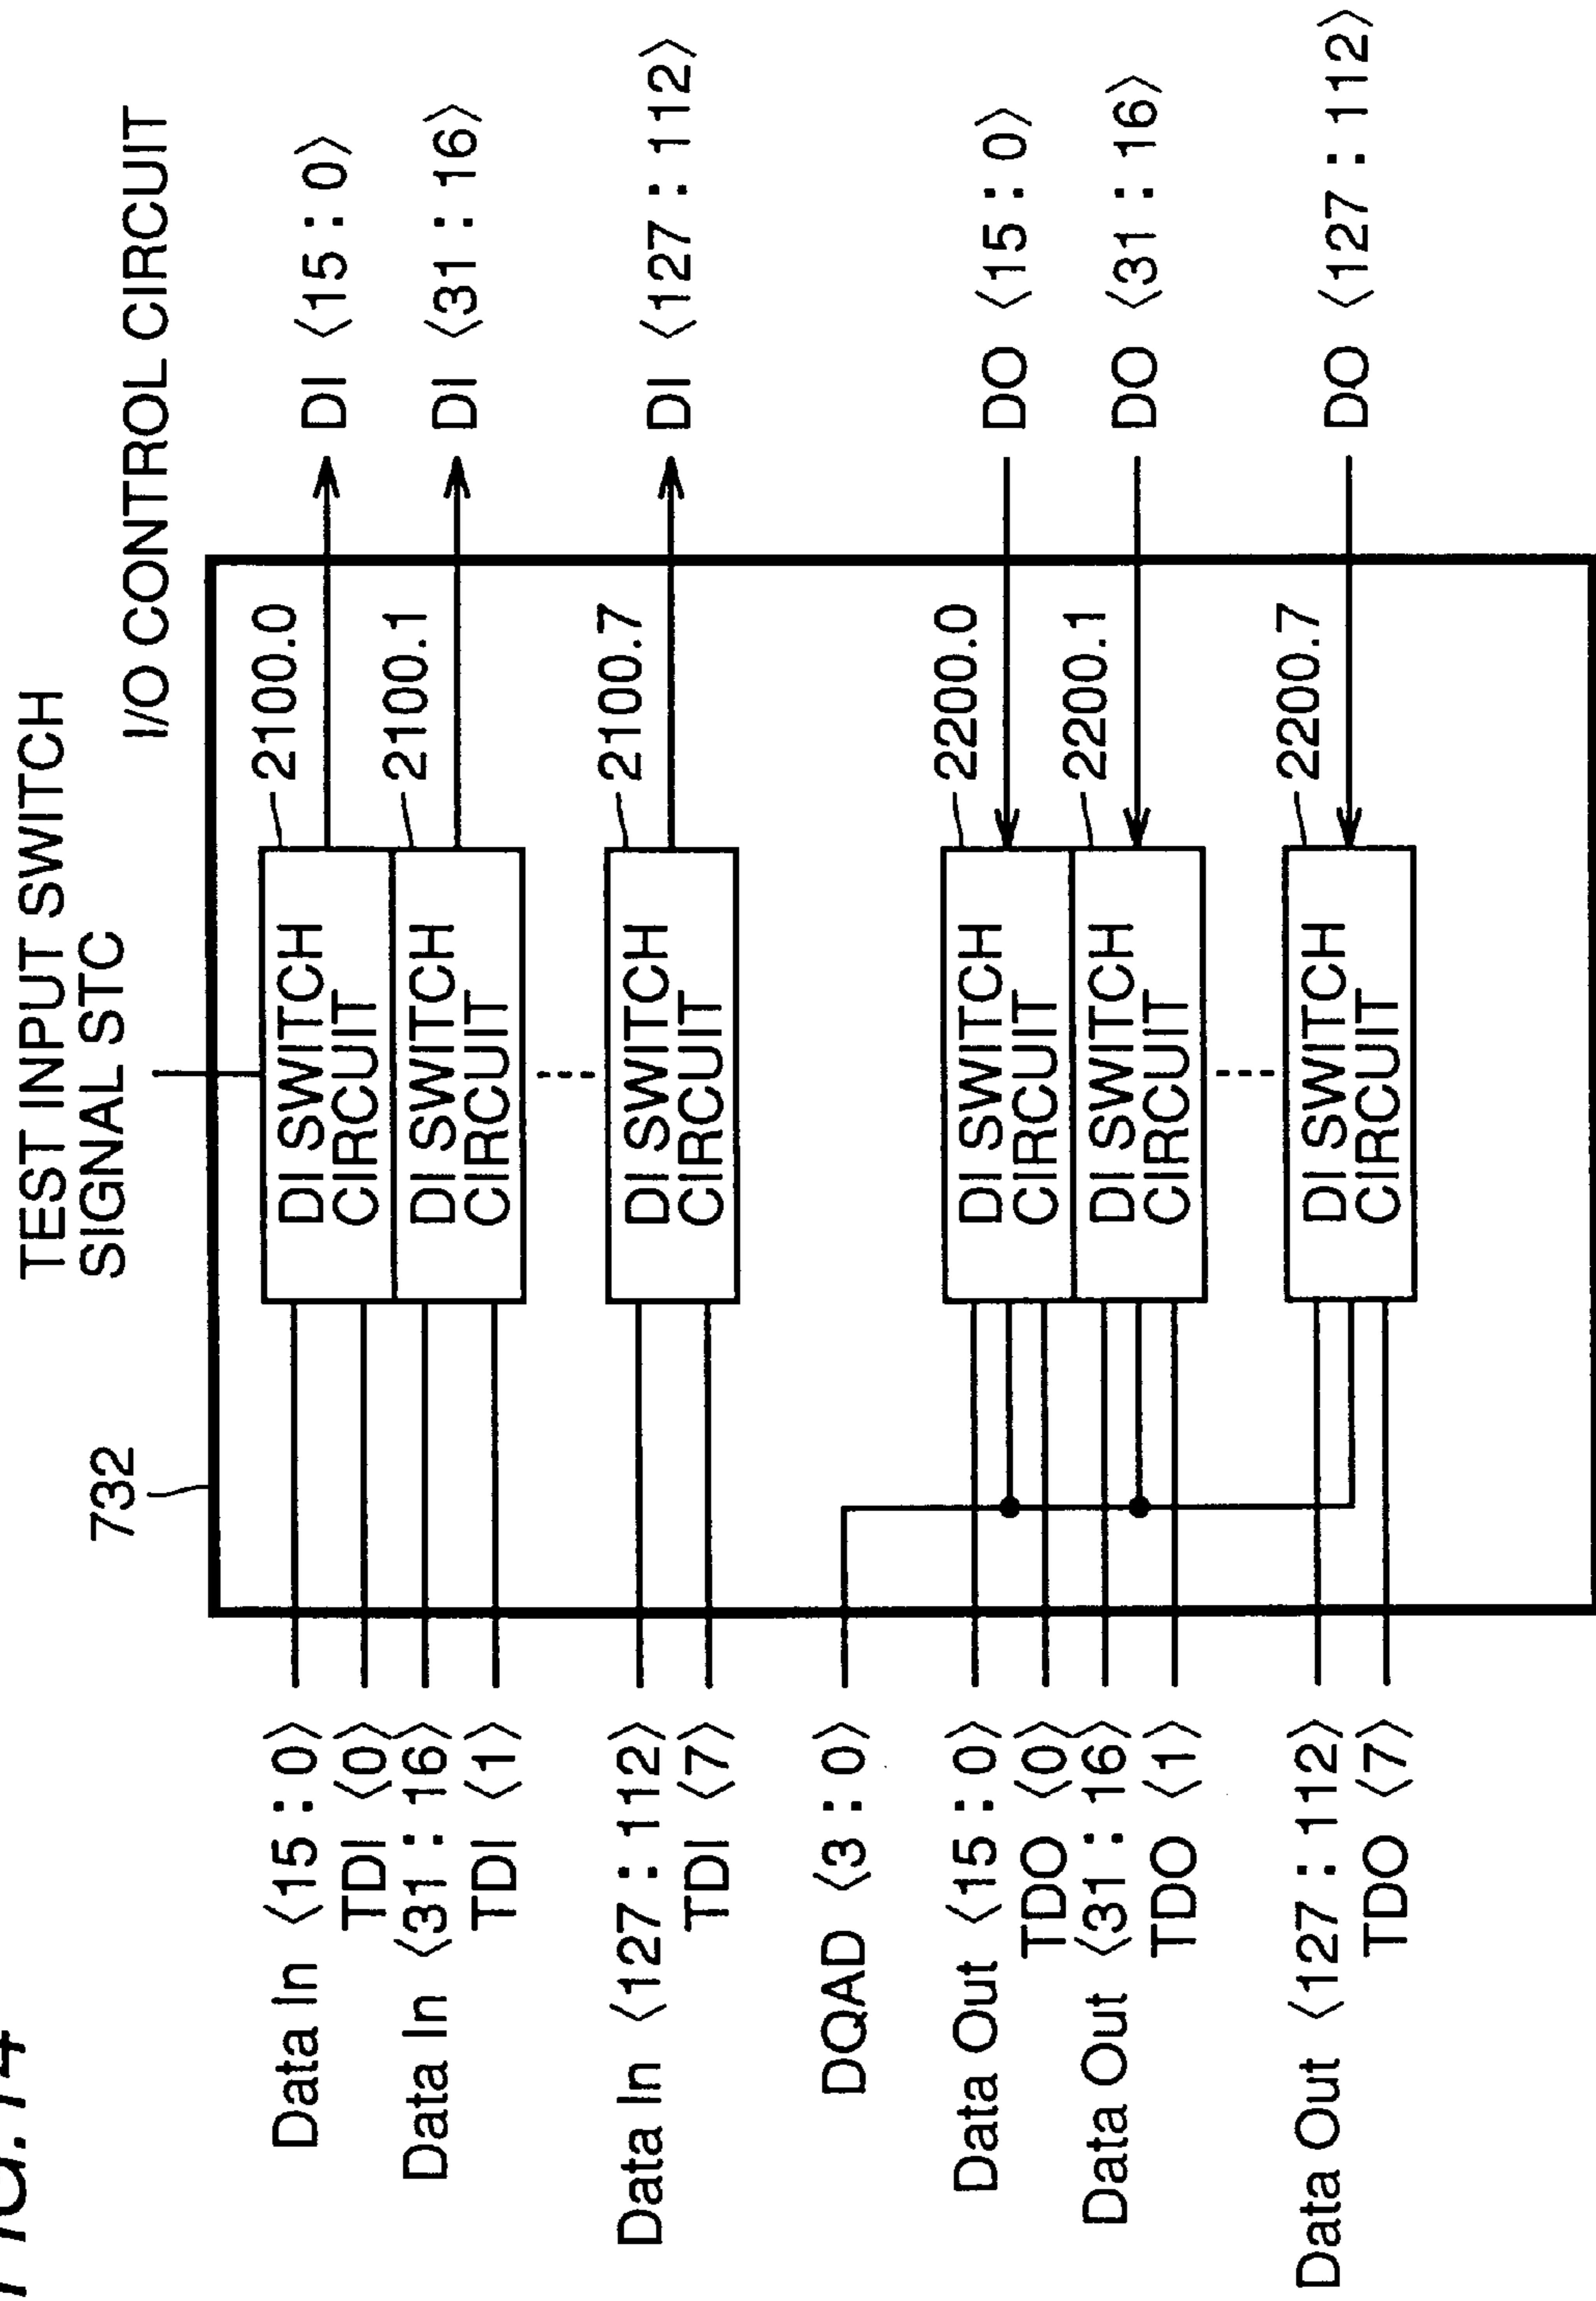 FIG.14
TEST INPUT SWITCH
SIGNAL STC
I/O CONTROL CIRCUIT
732
Data In 〈15 : 0〉
TDI 〈0〉
DI SWITCH
CIRCUIT
2100.0
DI 〈15 : 0〉
Data In 〈31 : 16〉
TDI 〈1〉
DI SWITCH
CIRCUIT
2100.1
DI 〈31 : 16〉
Data In 〈127 : 112〉
TDI 〈7〉
DI SWITCH
CIRCUIT
2100.7
DI 〈127 : 112〉
DQAD 〈3 : 0〉
Data Out 〈15 : 0〉
TDO 〈0〉
DI SWITCH
CIRCUIT
2200.0
DO 〈15 : 0〉
Data Out 〈31 : 16〉
TDO 〈1〉
DI SWITCH
CIRCUIT
2200.1
DO 〈31 : 16〉
Data Out 〈127 : 112〉
TDO 〈7〉
DI SWITCH
CIRCUIT
2200.7
DO 〈127 : 112〉